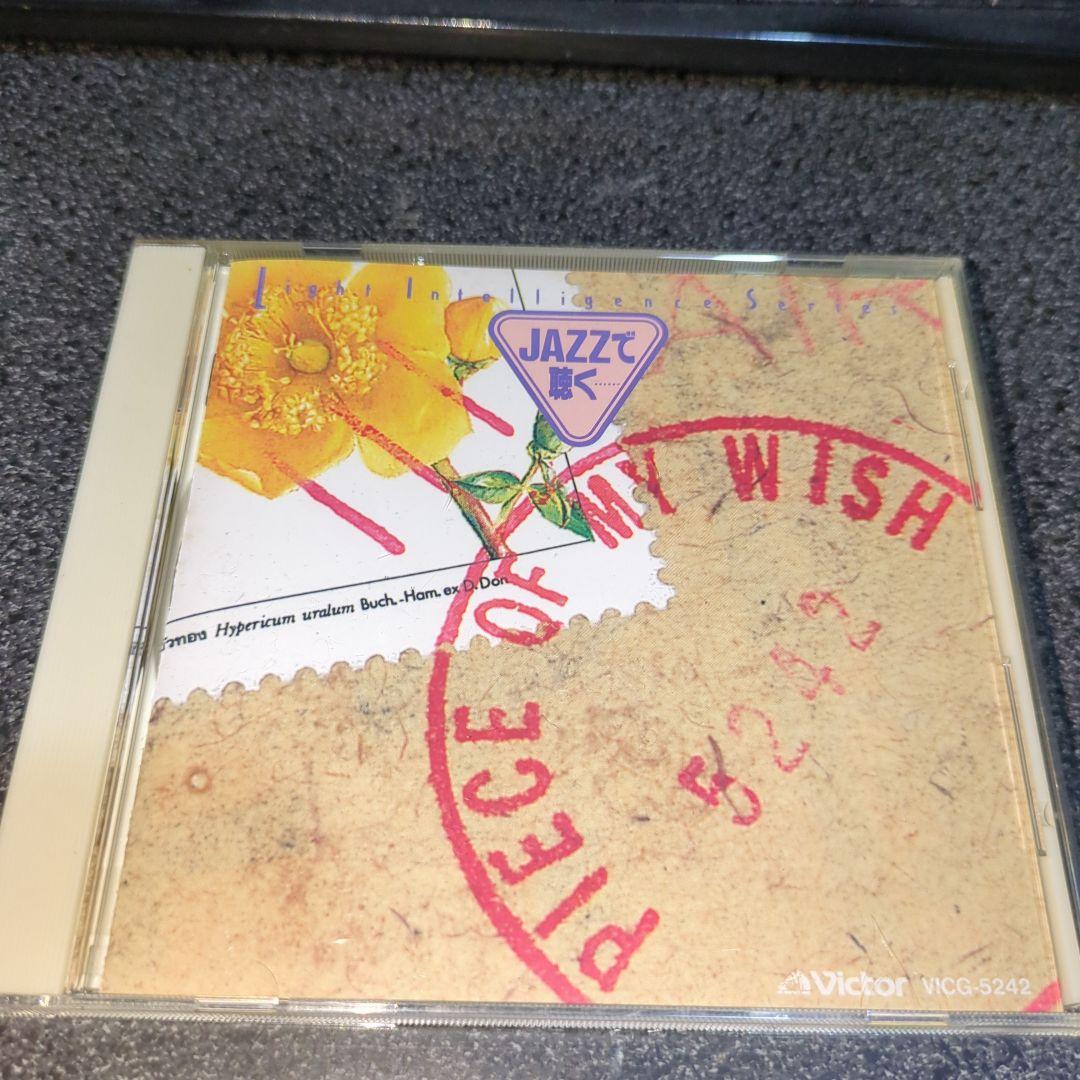 Light Intelligence Series
JAZZで
聴く……
PIECE OF MY WISH
5242
Hypericum uralum Buch.-Ham. ex D. Don
Victor VICG-5242